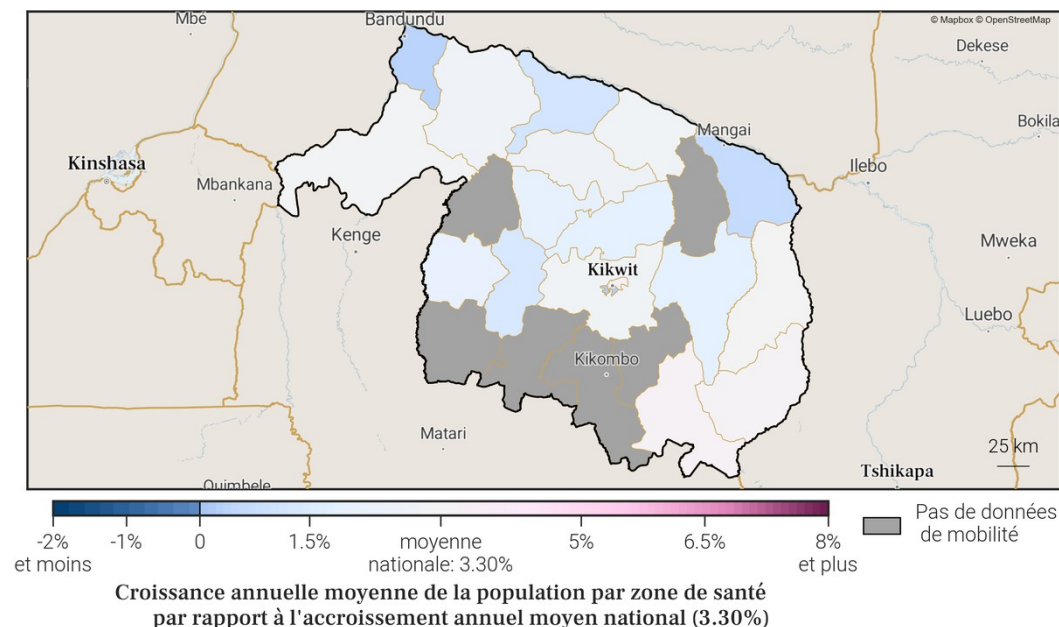 Mbé
Bandundu
© Mapbox © OpenStreetMap
Dekese
Mangai
Bokila
Kinshasa
Mbankana
Ilebo
Kenge
Mweka
Kikwit
Luebo
Kikombo
Matari
25 km
Tshikapa
Quimbele
-2%
et moins
-1%
0
1.5%
moyenne
nationale: 3.30%
5%
6.5%
8%
et plus
Pas de données
de mobilité
Croissance annuelle moyenne de la population par zone de santé
par rapport à l'accroissement annuel moyen national (3.30%)